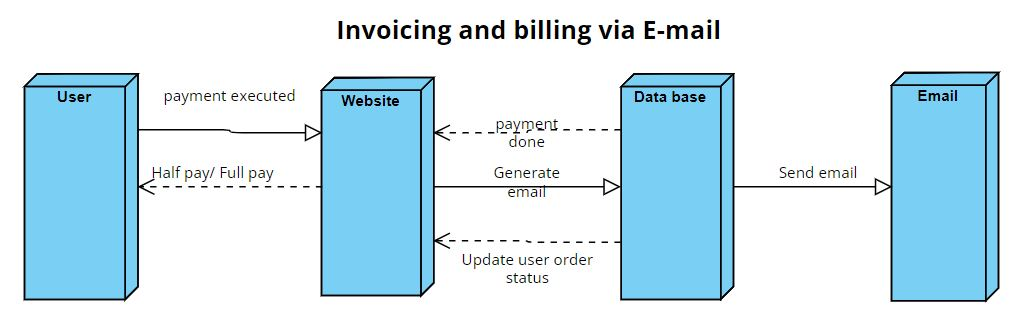 Invoicing and billing via E-mail
User
payment executed
Website
Data base
Email
payment
done
Half pay/ Full pay
Generate
email
Send email
Update user order
status